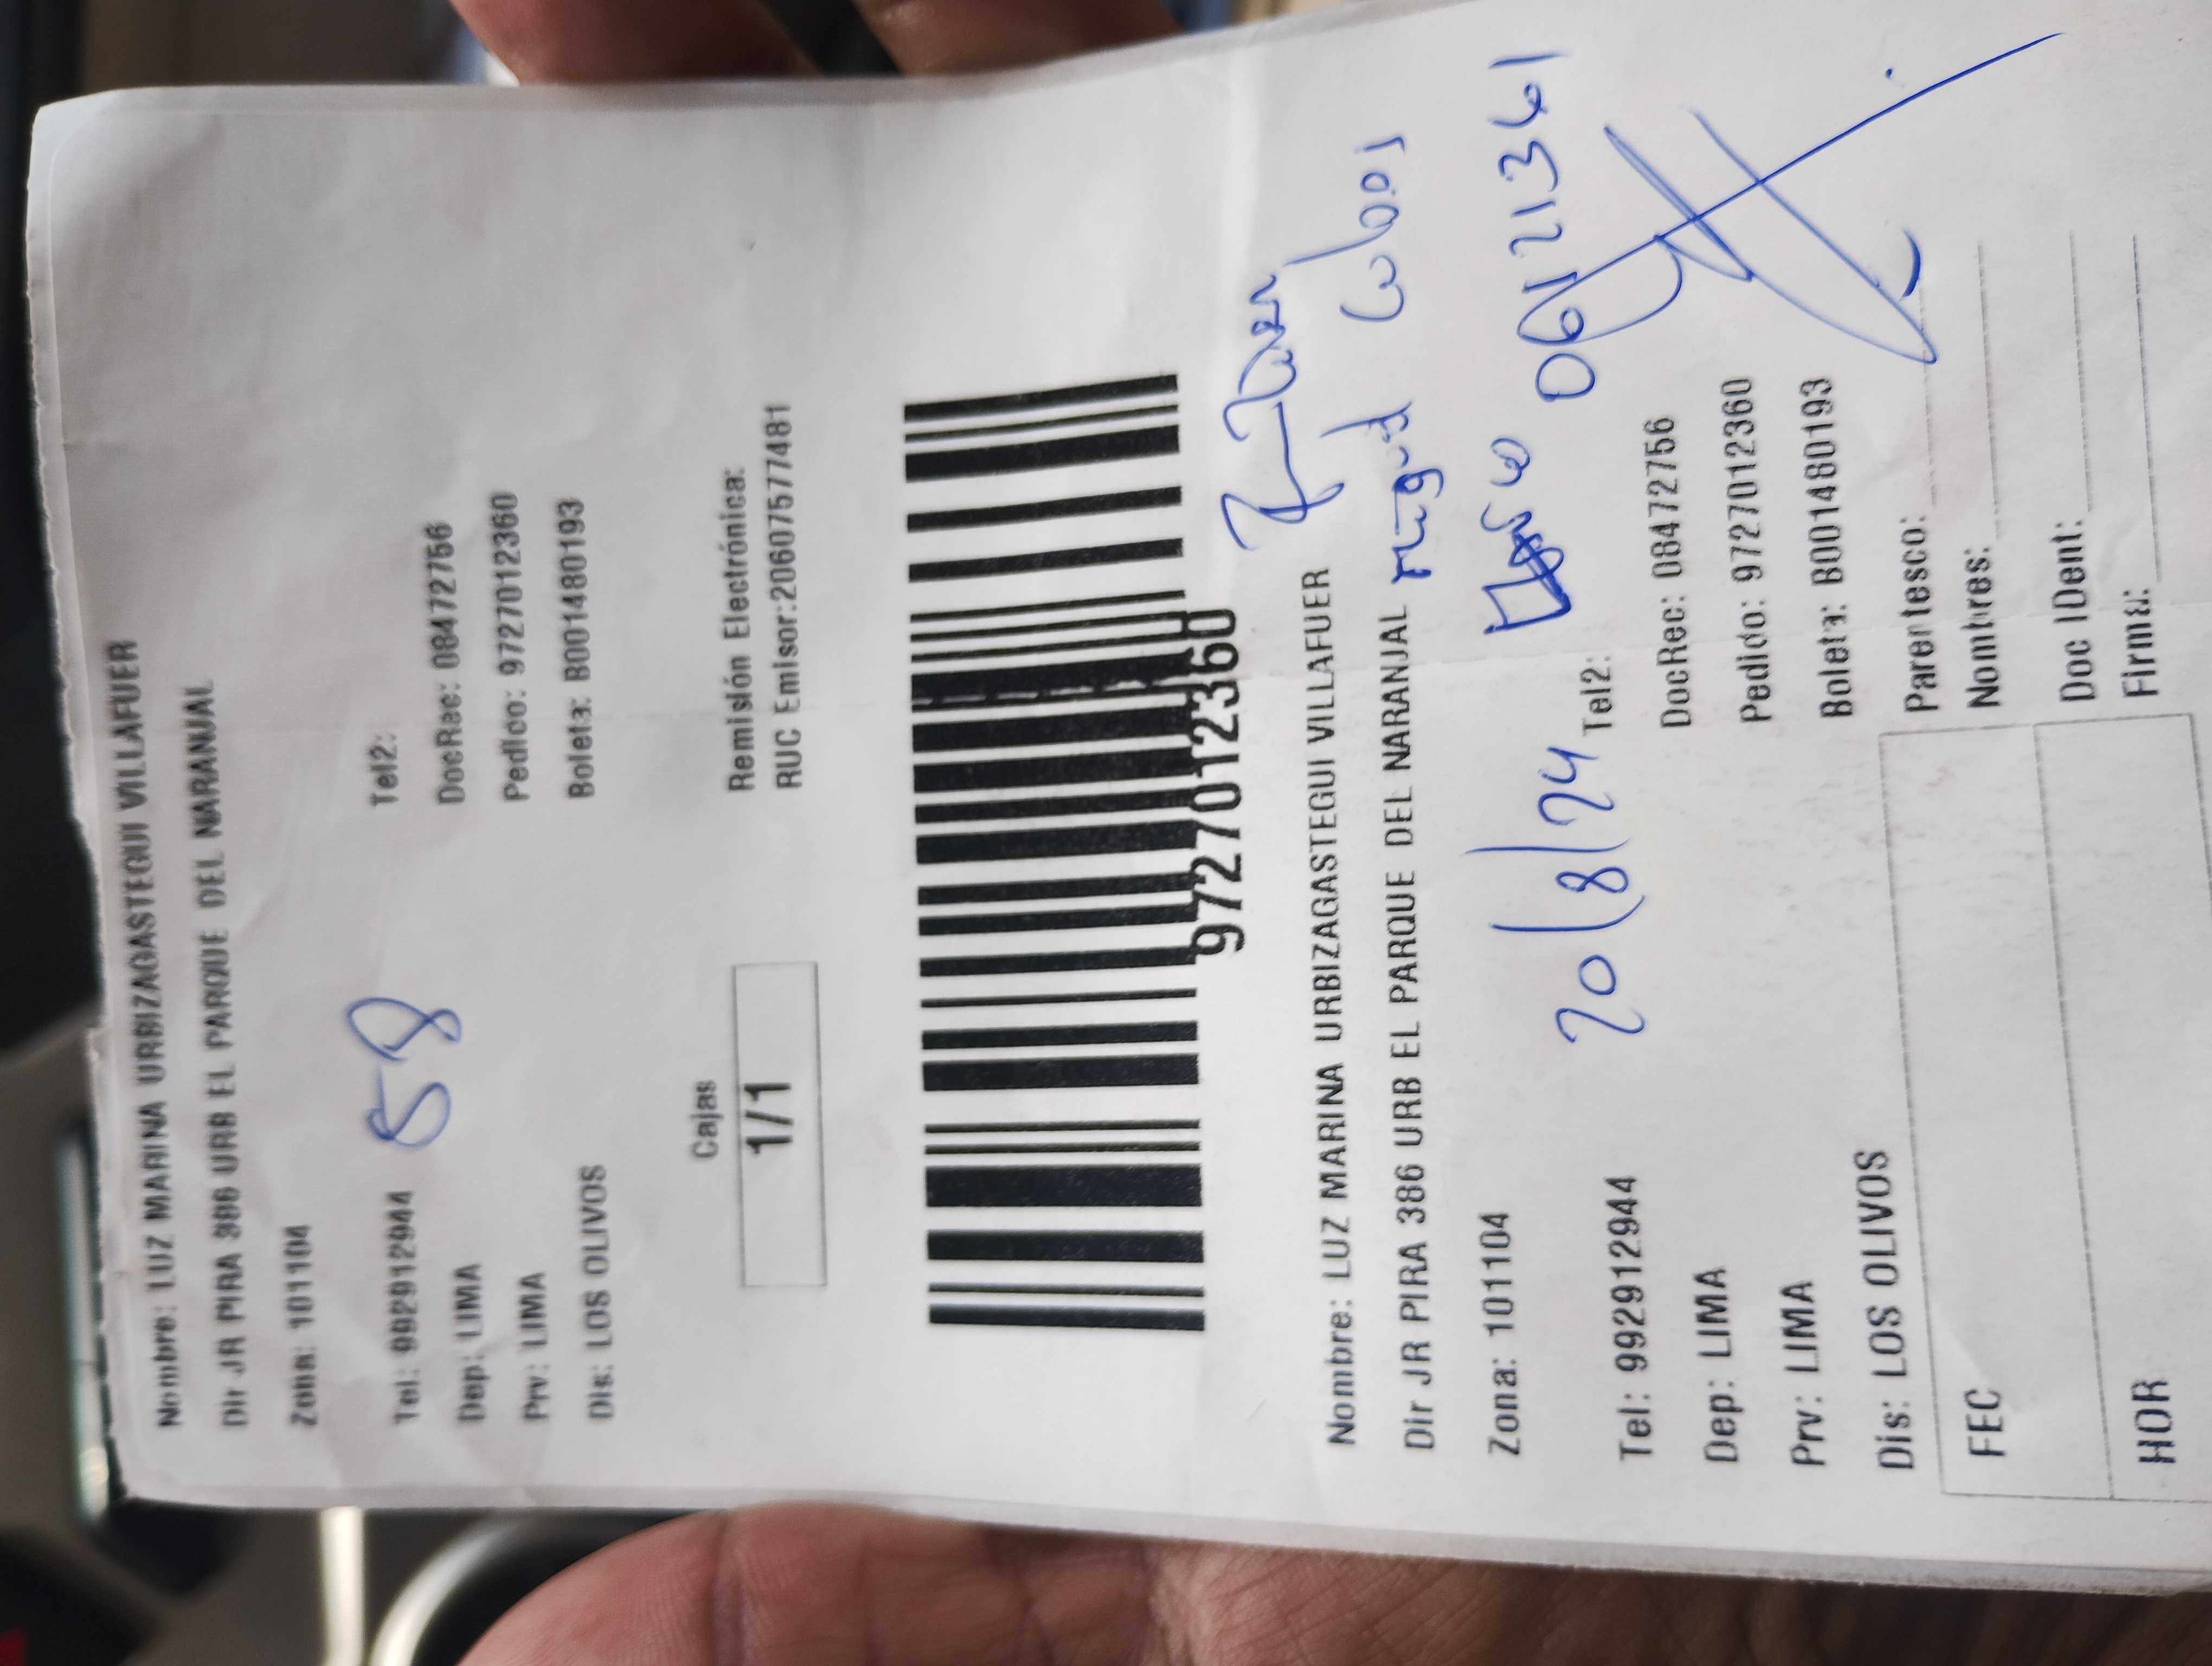 Nombre: LUZ MARINA URBIZAGASTEGUI VILLAFUER
Dir JR PIRA 386 URB EL PARQUE DEL NARANJAL
Zona: 101104
58
Tel: 992912944 Tel2:
Dep: LIMA DocRec: 08472756
Prv: LIMA Pedido: 9727012360
Dis: LOS OLIVOS Boleta: B001480193
Cajas
1/1
Remisión Electrónica:
RUC Emisor:20607577481
9727012360
Nombre: LUZ MARINA URBIZAGASTEGUI VILLAFUER
Dir JR PIRA 386 URB EL PARQUE DEL NARANJAL
Zona: 101104
20/8/24
Tel: 992912944 Tel2:
Dep: LIMA DocRec: 08472756
Prv: LIMA Pedido: 9727012360
Dis: LOS OLIVOS Boleta: B001480193
FEC
HOR
Parentesco:
Nombres:
Doc IDent:
Firma: